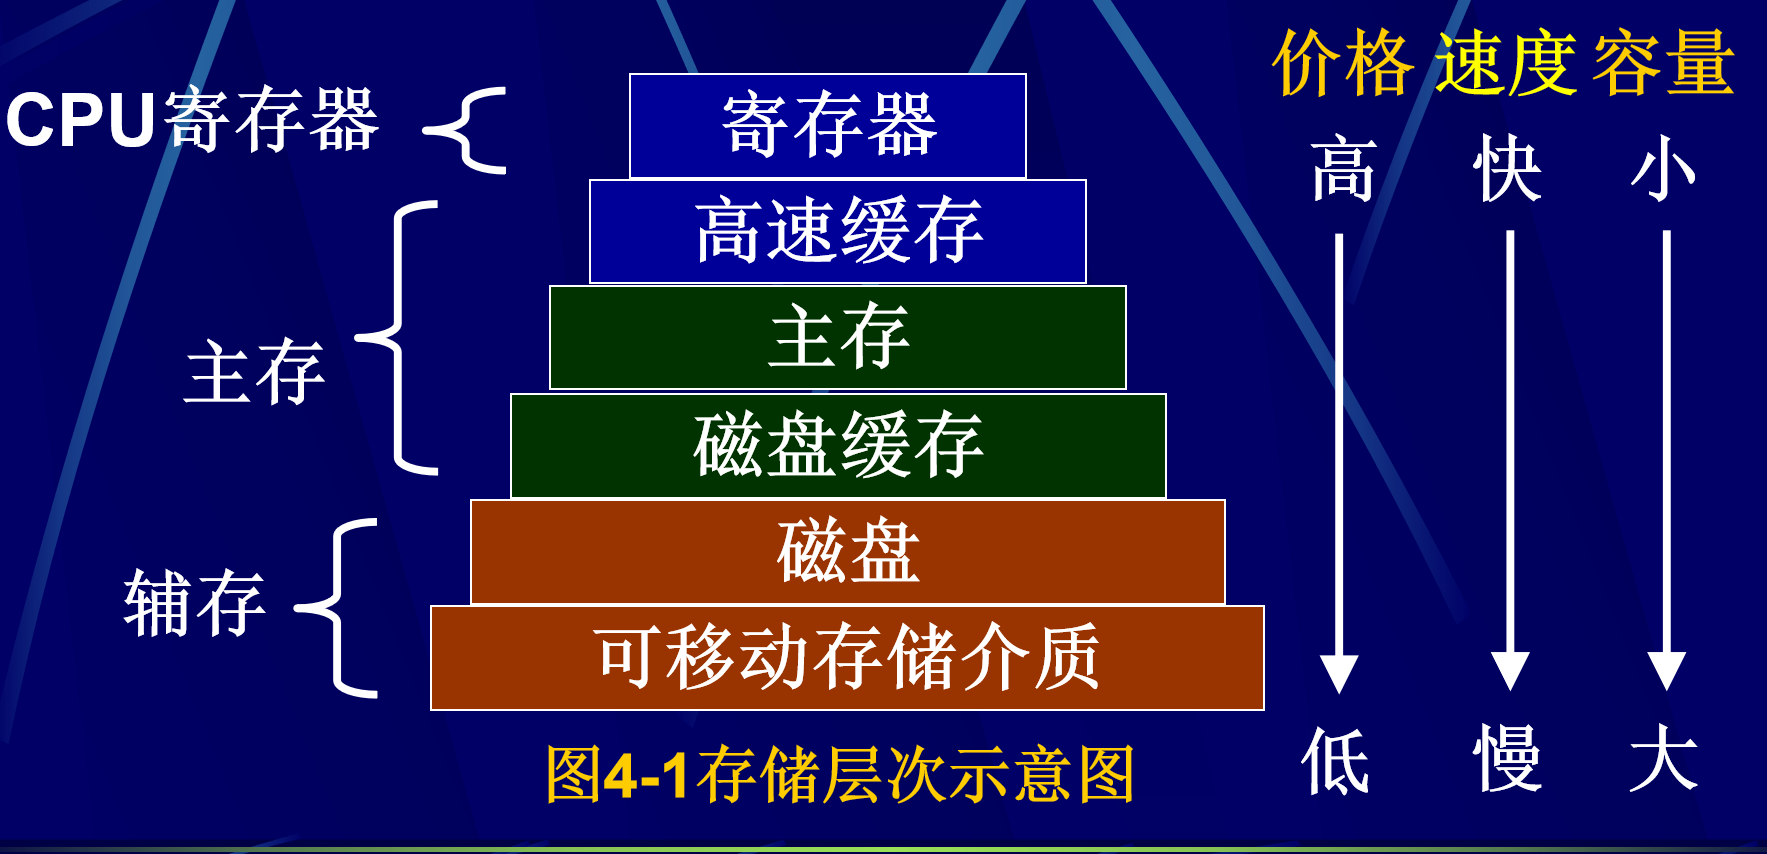 价格 速度 容量
CPU寄存器
寄存器
高 快 小
高速缓存
主存
主存
磁盘缓存
磁盘
辅存
可移动存储介质
低 慢 大
图4-1存储层次示意图